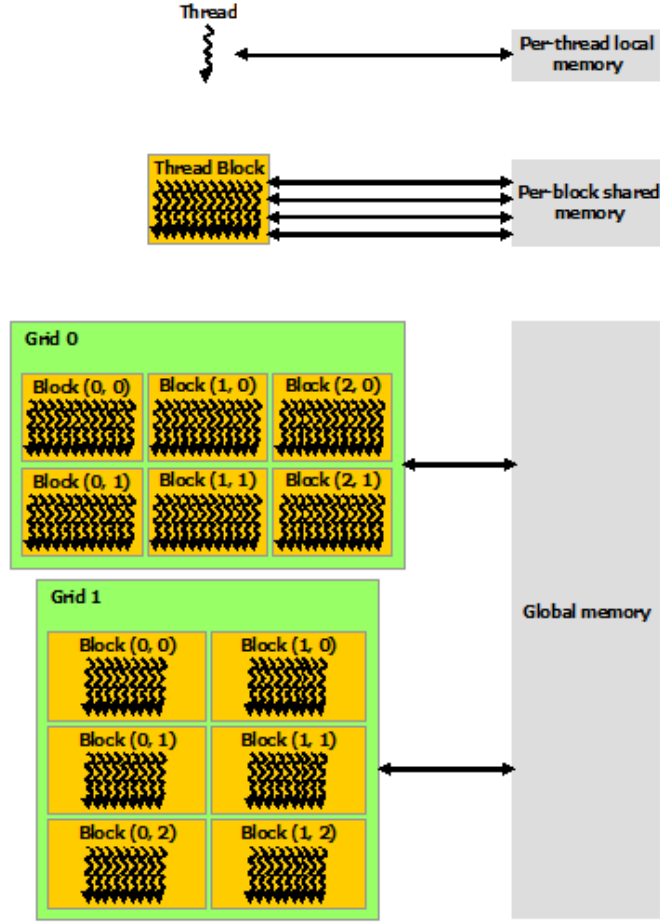 Thread
Per-thread local
memory
Thread Block
Per-block shared
memory
Grid 0
Block (0, 0) Block (1, 0) Block (2, 0)
Block (0, 1) Block (1, 1) Block (2, 1)
Grid 1
Block (0, 0) Block (1, 0)
Global memory
Block (0, 1) Block (1, 1)
Block (0, 2) Block (1, 2)